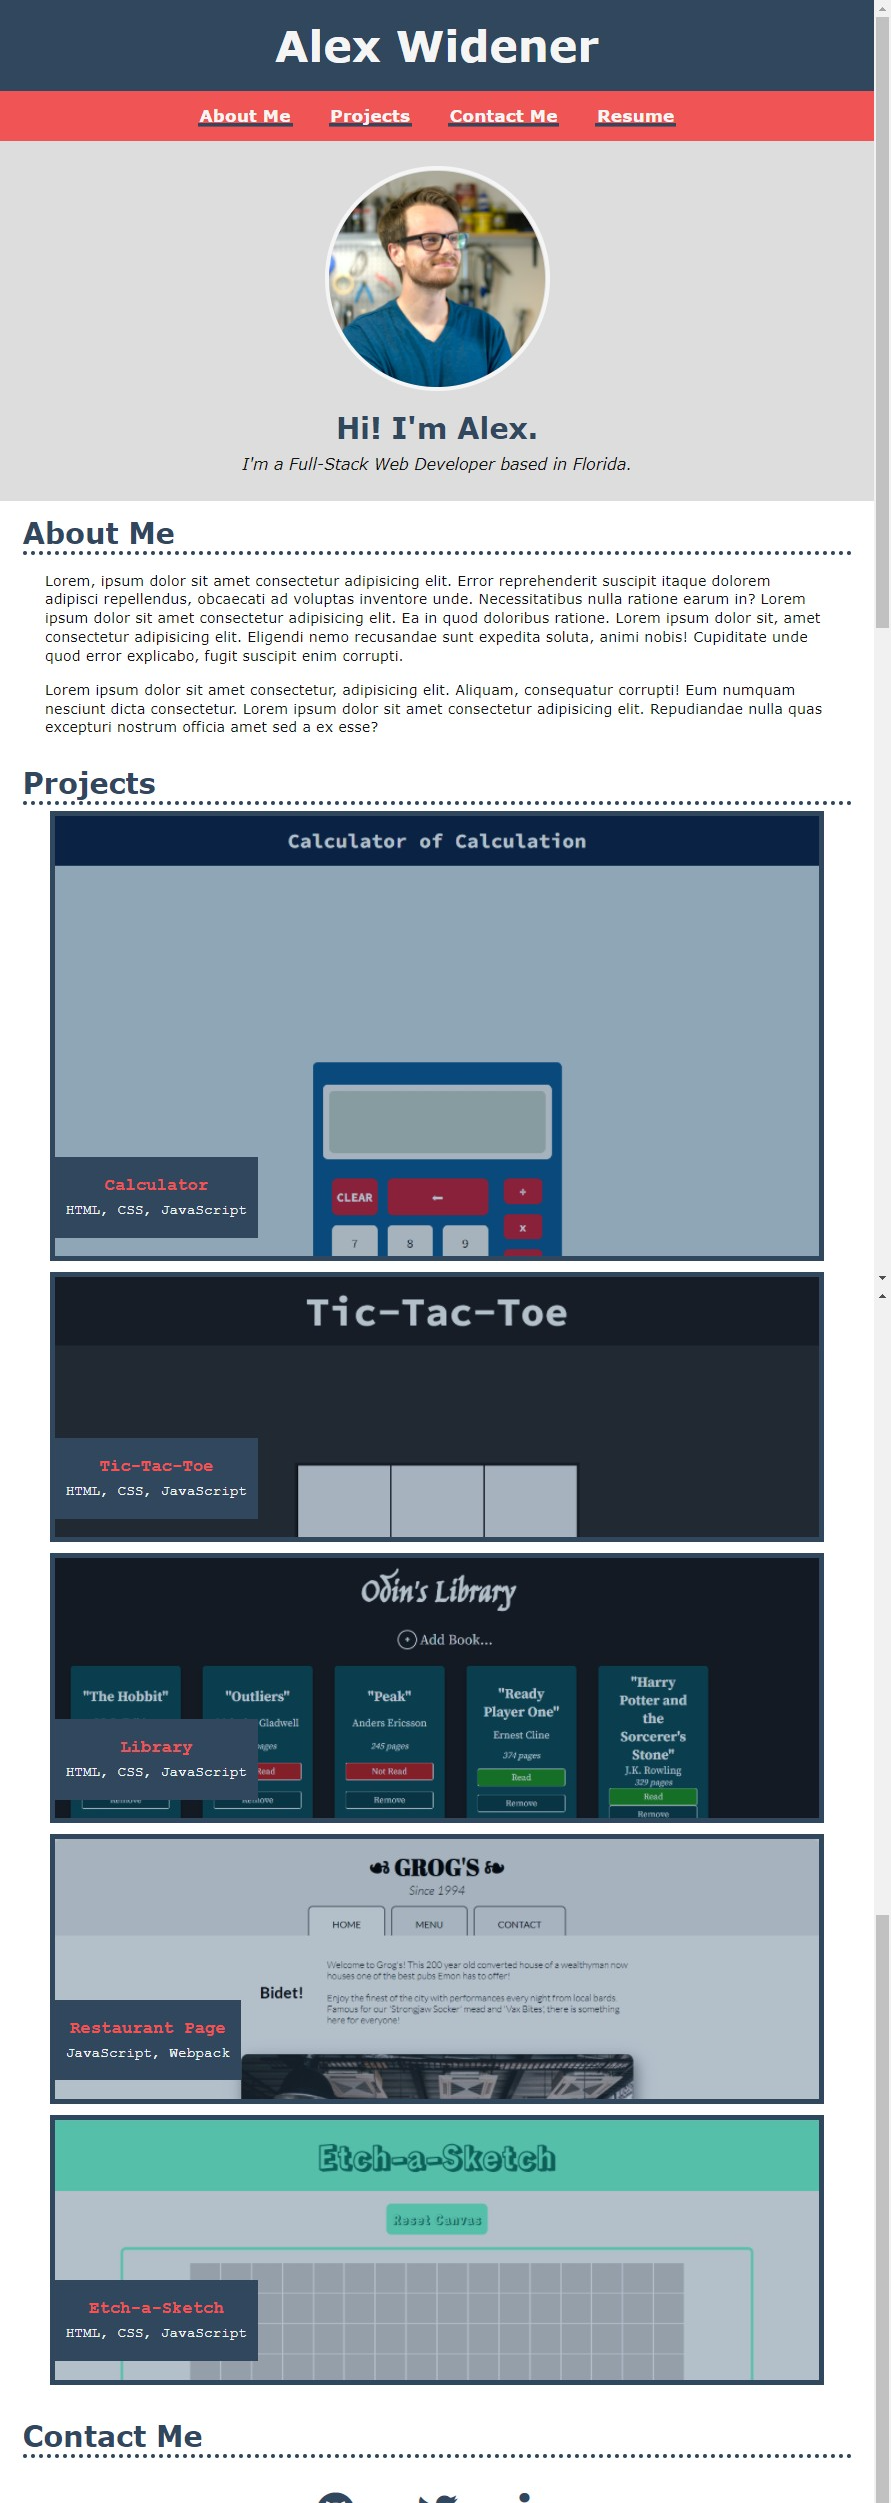 Alex Widener
About Me Projects Contact Me Resume
Hi! I'm Alex.
I'm a Full-Stack Web Developer based in Florida.
About Me
Lorem, ipsum dolor sit amet consectetur adipisicing elit. Error reprehenderit suscipit itaque dolorem
adipisci repellendus, obcaecati ad voluptas inventore unde. Necessitatibus nulla ratione earum in? Lorem
ipsum dolor sit amet consectetur adipisicing elit. Ea in quod doloribus ratione. Lorem ipsum dolor sit, amet
consectetur adipisicing elit. Eligendi nemo recusandae sunt expedita soluta, animi nobis! Cupiditate unde
quod error explicabo, fugit suscipit enim corrupti.
Lorem ipsum dolor sit amet consectetur, adipisicing elit. Aliquam, consequatur corrupti! Eum numquam
nesciunt dicta consectetur. Lorem ipsum dolor sit amet consectetur adipisicing elit. Repudiandae nulla quas
excepturi nostrum officia amet sed a ex esse?
Projects
Calculator of Calculation
CLEAR ← +
x
7 8 9
Calculator
HTML, CSS, JavaScript
Tic-Tac-Toe
Tic-Tac-Toe
HTML, CSS, JavaScript
Odin's Library
+ Add Book...
"The Hobbit"
"Outliers"
Gladwell
pages
Read
Remove
Remove
"Peak"
Anders Ericsson
245 pages
Not Read
Remove
"Ready
Player One"
Ernest Cline
374 pages
Read
Remove
"Harry
Potter and
the
Sorcerer's
Stone"
J.K. Rowling
329 pages
Read
Remove
Library
HTML, CSS, JavaScript
GROG'S
Since 1994
HOME MENU CONTACT
Bidet!
Welcome to Grog's! This 200 year old converted house of a wealthyman now
houses one of the best pubs Emon has to offer!
Enjoy the finest of the city with performances every night from local bards.
Famous for our 'Strongjaw Socker' mead and 'Vax Bites', there is something
here for everyone!
Restaurant Page
JavaScript, Webpack
Etch-a-Sketch
Reset Canvas
Etch-a-Sketch
HTML, CSS, JavaScript
Contact Me